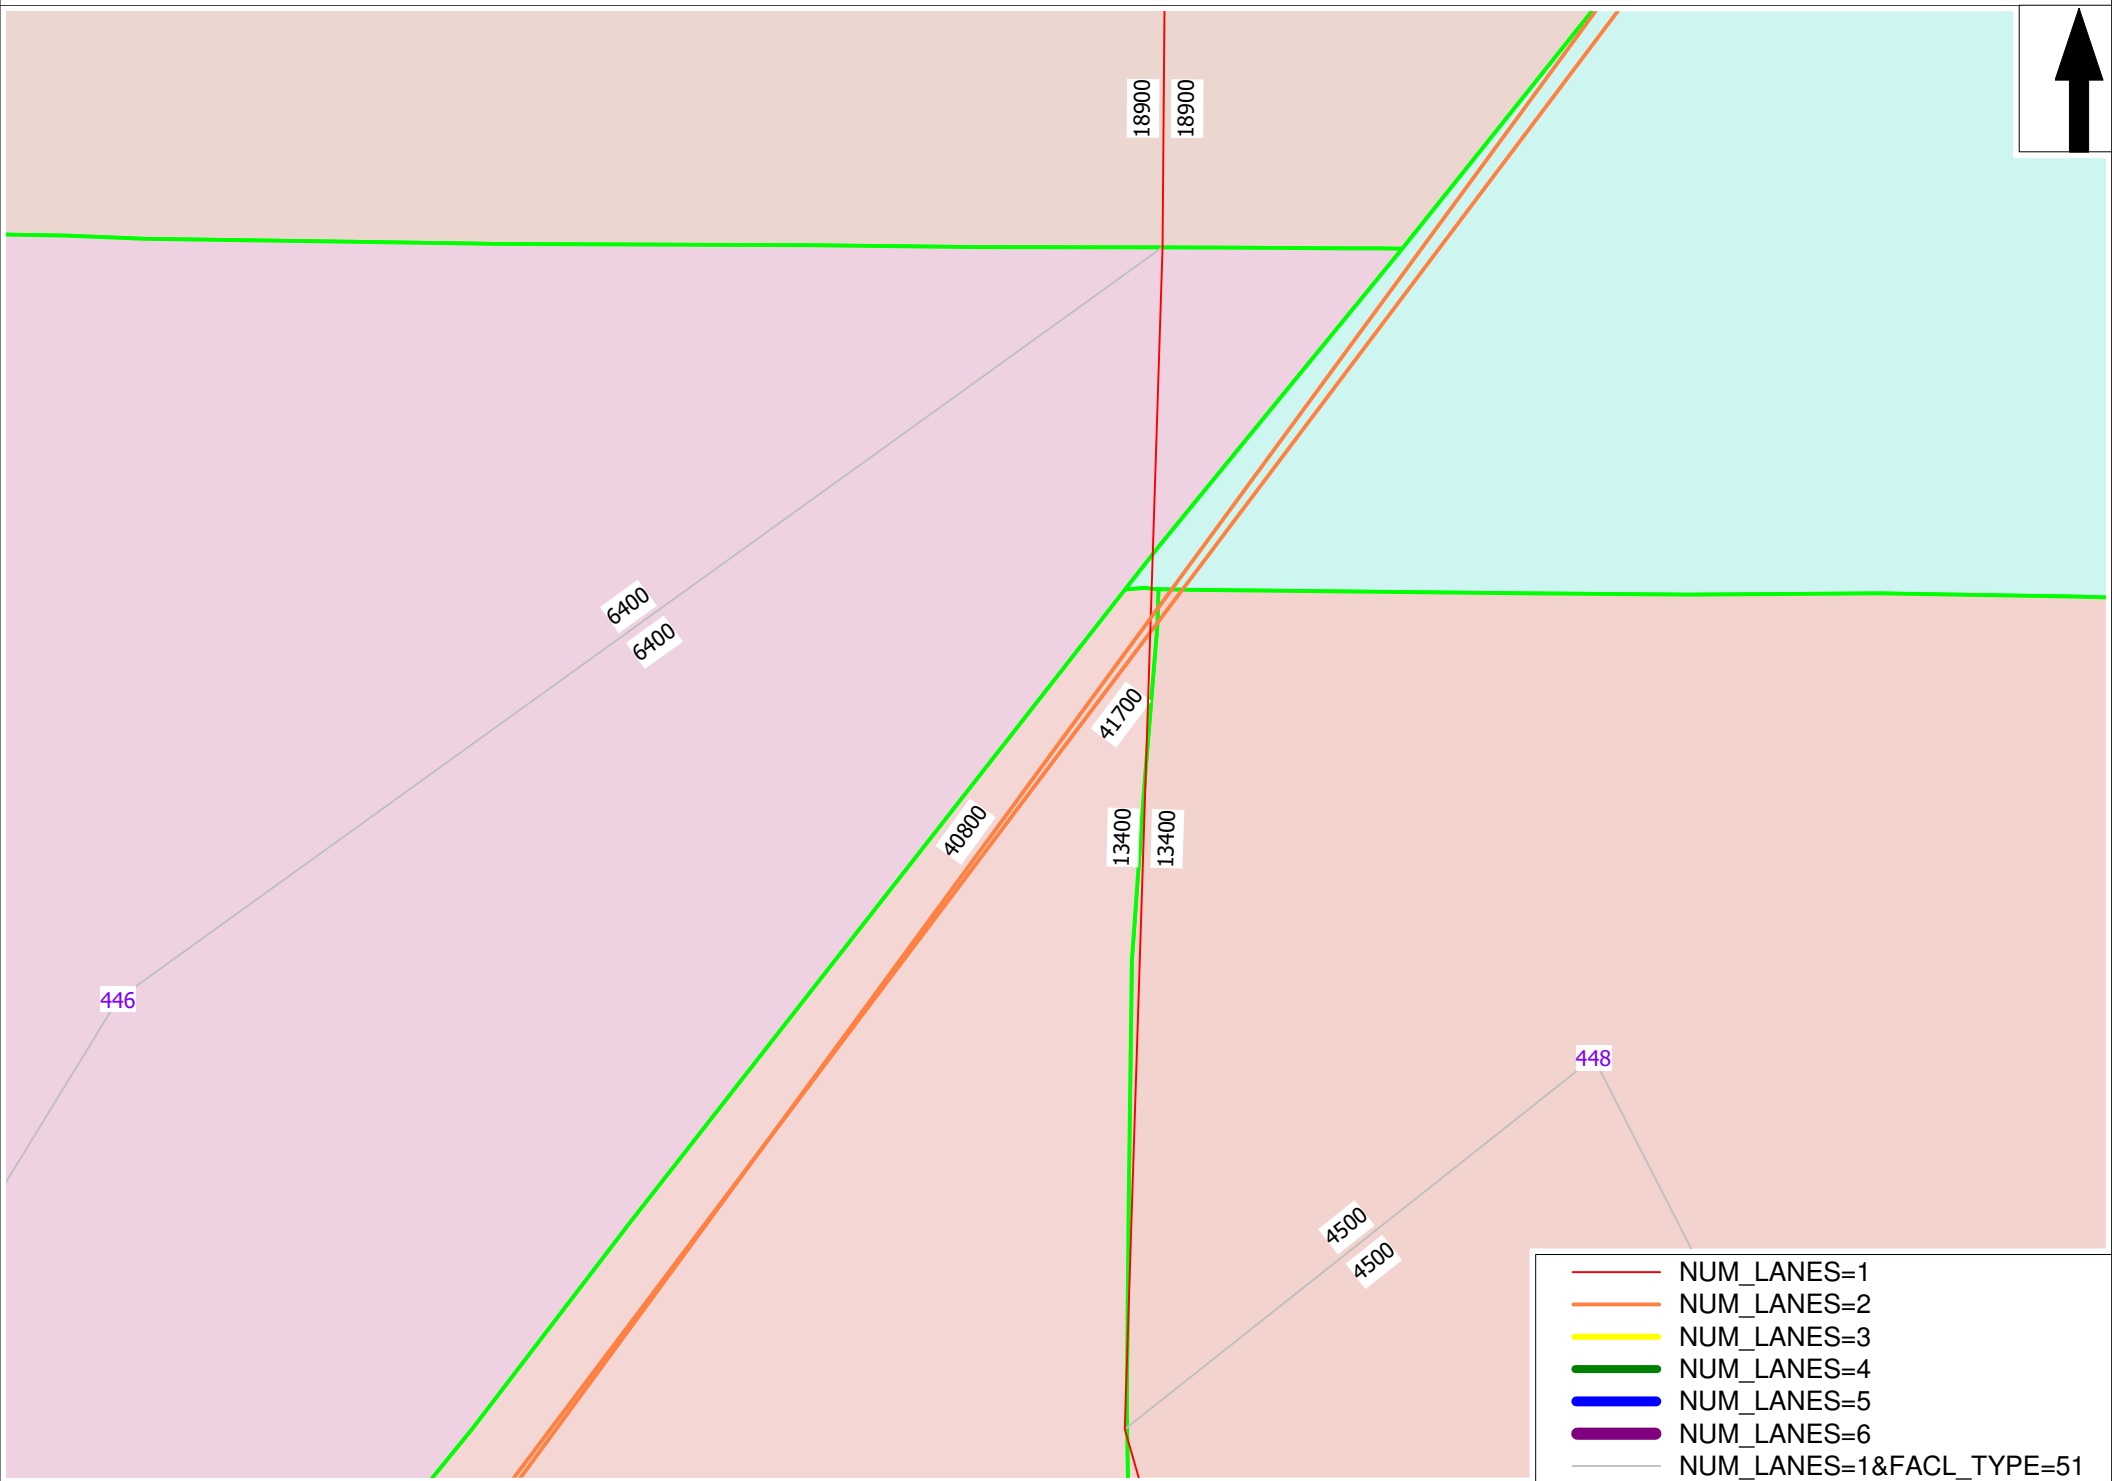 18900
18900
6400
6400
41700
40800
13400
13400
446
448
4500
4500
NUM_LANES=1
NUM_LANES=2
NUM_LANES=3
NUM_LANES=4
NUM_LANES=5
NUM_LANES=6
NUM_LANES=1&FACL_TYPE=51